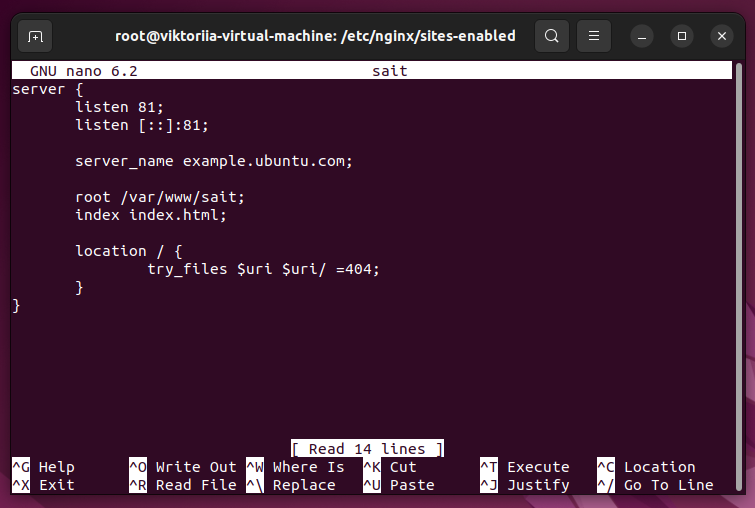 root@viktoriia-virtual-machine: /etc/nginx/sites-enabled
GNU nano 6.2 sait
server {
listen 81;
listen [::]:81;
server_name example.ubuntu.com;
root /var/www/sait;
index index.html;
location / {
try_files $uri $uri/ =404;
}
}
[ Read 14 lines ]
^G Help ^O Write Out ^W Where Is ^K Cut ^T Execute ^C Location
^X Exit ^R Read File ^\ Replace ^U Paste ^J Justify ^/ Go To Line